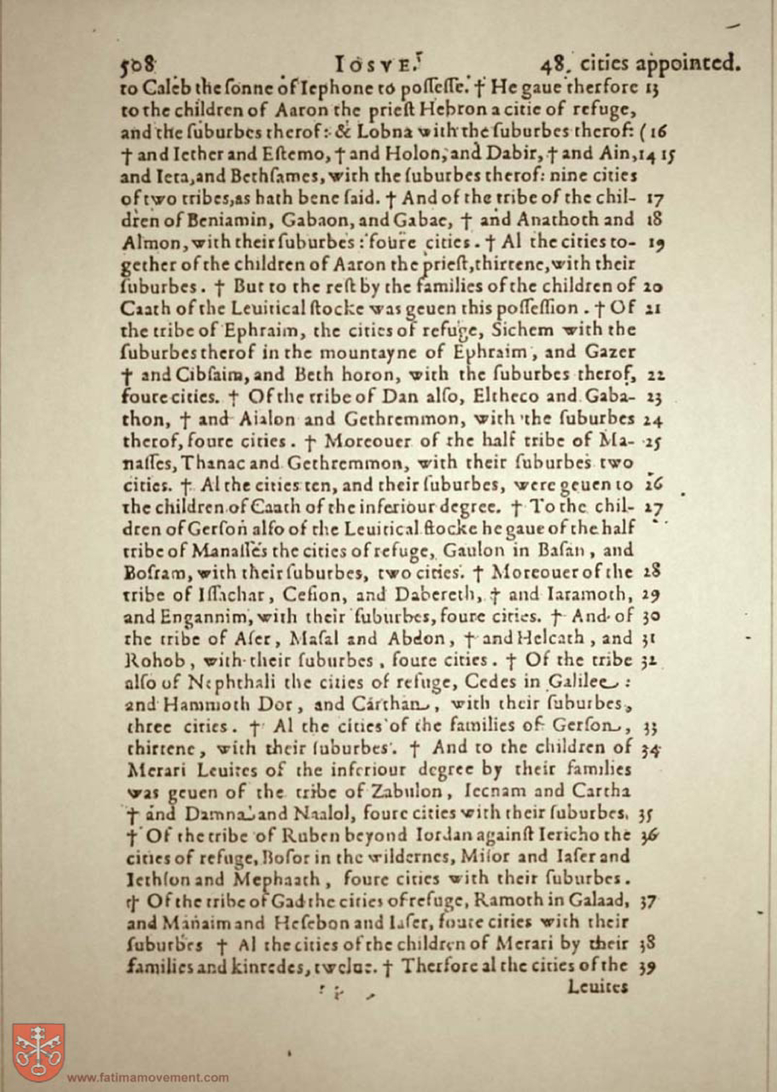 508 IOSVE. 48. cities appointed.
to Caleb the ſonne of Iephone to poſſeſſe. † He gaue therfore 13
to the children of Aaron the prieſt Hebron a citie of refuge,
and the ſuburbes therof: & Lobna with the ſuburbes therof: (16
† and Iether and Eſtemo, † and Holon, and Dabir, † and Ain, 14 15
and Ieta, and Bethſames, with the ſuburbes therof: nine cities
of two tribes, as hath bene ſaid. † And of the tribe of the chil- 17
dren of Beniamin, Gabaon, and Gabae, † and Anathoth and 18
Almon, with their ſuburbes: foure cities. † Al the cities to- 19
gether of the children of Aaron the prieſt, thirtene, with their
ſuburbes. † But to the reſt by the families of the children of 20
Caath of the Leuitical ſtocke was geuen this poſſeſſion. † Of 21
the tribe of Ephraim, the cities of refuge, Sichem with the
ſuburbes therof in the mountayne of Ephraim, and Gazer
† and Cibſaim, and Beth horon, with the ſuburbes therof, 22
foure cities. † Of the tribe of Dan alſo, Eltheco and Gaba- 23
thon, † and Aialon and Gethremmon, with the ſuburbes 24
therof, foure cities. † Moreouer of the half tribe of Ma- 25
naſſes, Thanac and Gethremmon, with their ſuburbes two
cities. † Al the cities ten, and their ſuburbes, were geuen to 26
the children of Caath of the inferiour degree. † To the chil- 27
dren of Gerſon alſo of the Leuitical ſtocke he gaue of the half
tribe of Manaſſes the cities of refuge, Gaulon in Baſan, and
Boſram, with their ſuburbes, two cities. † Moreouer of the 28
tribe of Iſſachar, Ceſion, and Dabereth, † and Iaramoth, 29
and Engannim, with their ſuburbes, foure cities. † And of 30
the tribe of Aſer, Maſal and Abdon, † and Helcath, and 31
Rohob, with their ſuburbes, foure cities. † Of the tribe 32
alſo of Nephthali the cities of refuge, Cedes in Galilee:
and Hammoth Dor, and Carthan, with their ſuburbes,
three cities. † Al the cities of the families of Gerſon, 33
thirtene, with their ſuburbes. † And to the children of 34
Merari Leuites of the inferiour degree by their families
was geuen of the tribe of Zabulon, Iecnam and Cartha
† and Damna and Naalol, foure cities with their ſuburbes. 35
† Of the tribe of Ruben beyond Iordan againſt Iericho the 36
cities of refuge, Boſor in the wildernes, Miſor and Iaſer and
Iethſon and Mephaath, foure cities with their ſuburbes.
† Of the tribe of Gad the cities of refuge, Ramoth in Galaad, 37
and Manaim and Heſebon and Iaſer, foure cities with their
ſuburbes † Al the cities of the children of Merari by their 38
families and kinredes, twelue. † Therfore al the cities of the 39
Leuites
www.fatimamovement.com